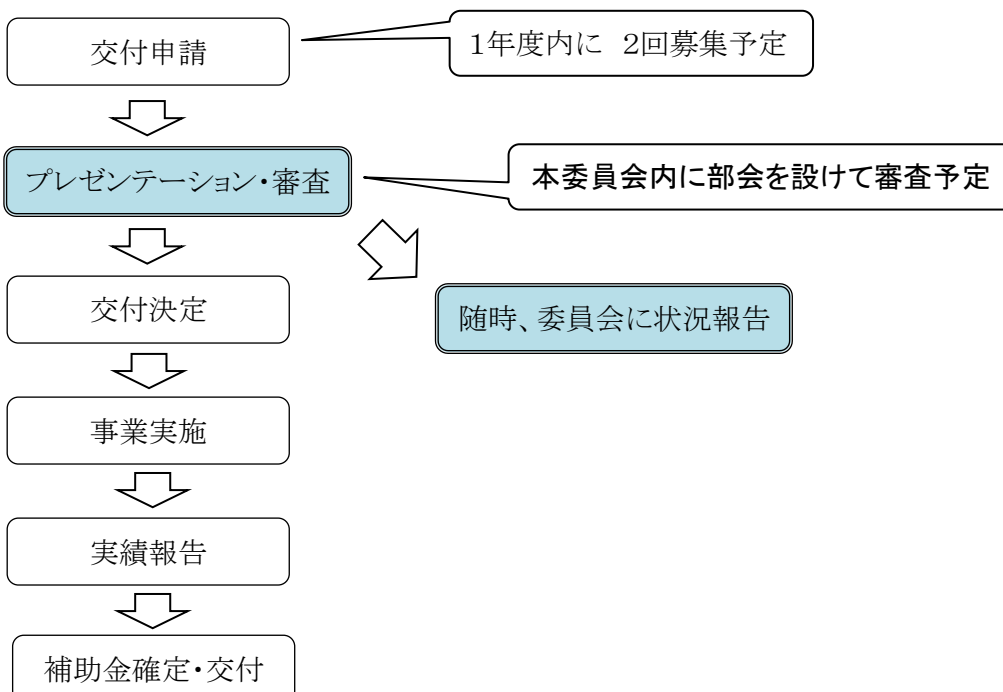 交付申請
1年度内に 2回募集予定
プレゼンテーション・審査
本委員会内に部会を設けて審査予定
交付決定
随時、委員会に状況報告
事業実施
実績報告
補助金確定・交付